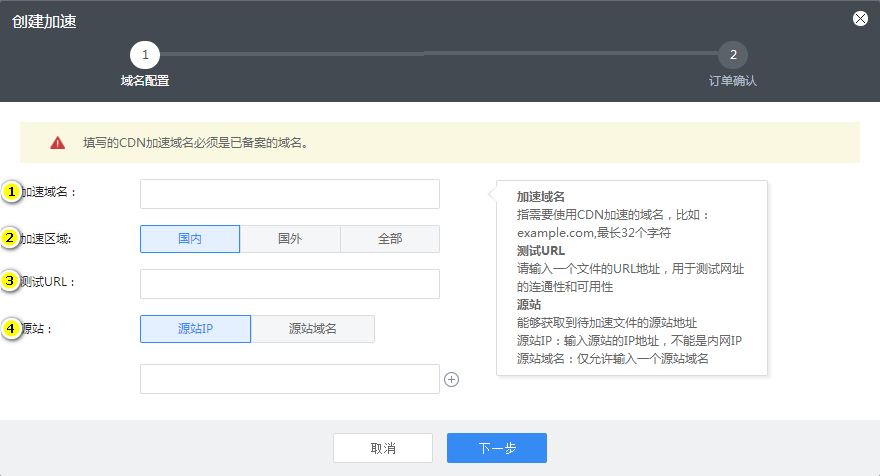 创建加速
1
2
域名配置
订单确认
填写的CDN加速域名必须是已备案的域名。
1 加速域名：
2 加速区域:
国内
国外
全部
3 测试URL：
4 源站：
源站IP
源站域名
加速域名
指需要使用CDN加速的域名，比如：
example.com,最长32个字符
测试URL
请输入一个文件的URL地址，用于测试网址
的连通性和可用性
源站
能够获取到待加速文件的源站地址
源站IP：输入源站的IP地址，不能是内网IP
源站域名：仅允许输入一个源站域名
取消
下一步